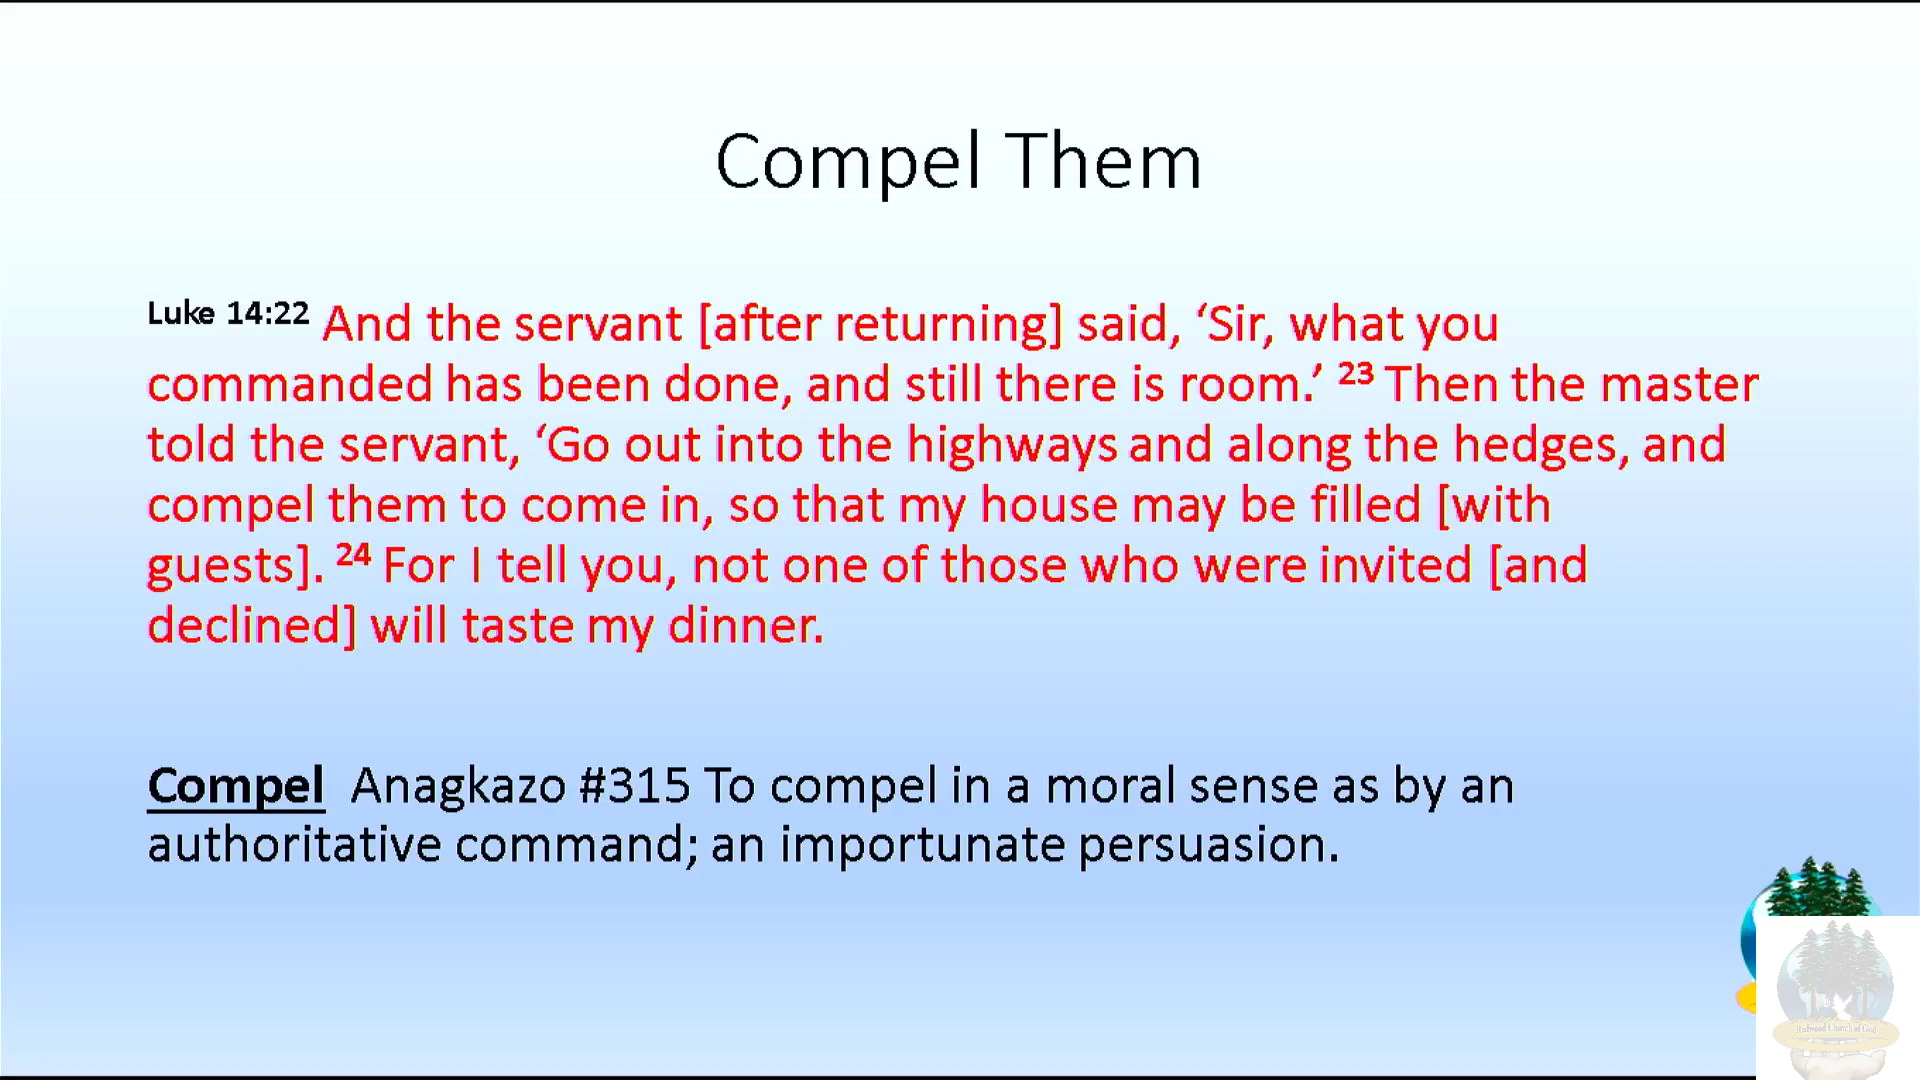 Compel Them
Luke 14:22 And the servant [after returning] said, ‘Sir, what you
commanded has been done, and still there is room.’ 23 Then the master
told the servant, ‘Go out into the highways and along the hedges, and
compel them to come in, so that my house may be filled [with
guests]. 24 For I tell you, not one of those who were invited [and
declined] will taste my dinner.
Compel Anagkazo #315 To compel in a moral sense as by an
authoritative command; an importunate persuasion.
Redwood Church of God